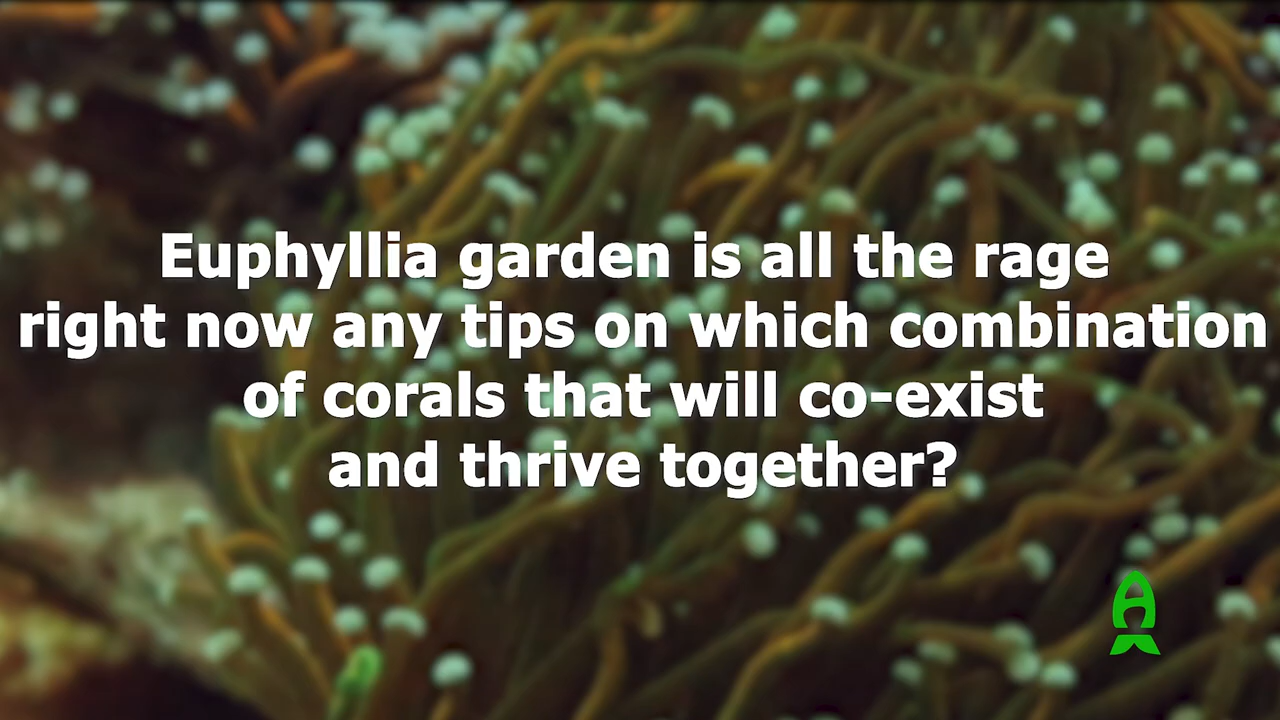 Euphyllia garden is all the rage
right now any tips on which combination
of corals that will co-exist
and thrive together?